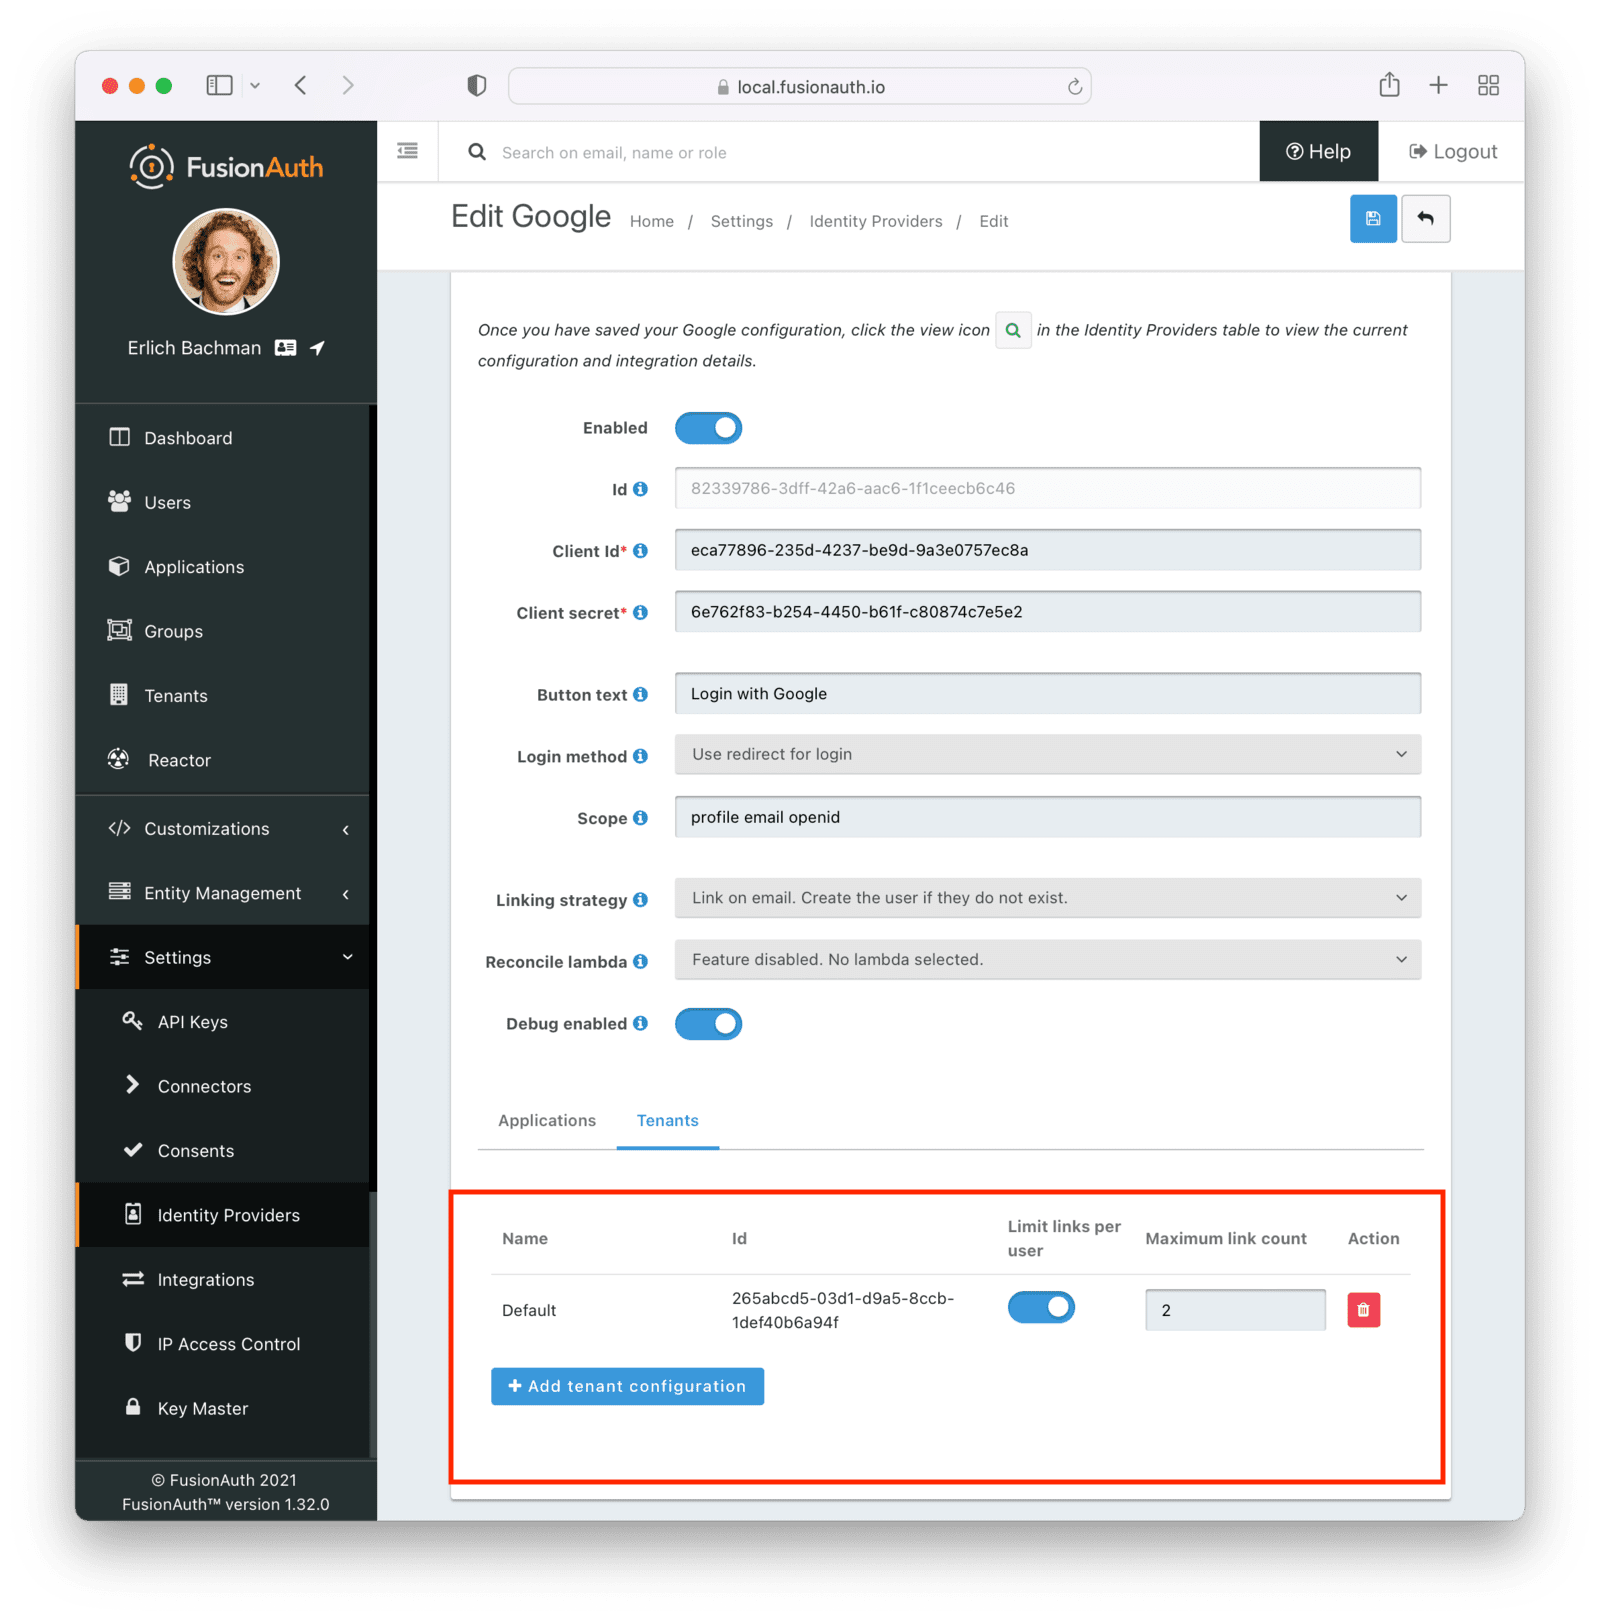 local.fusionauth.io
FusionAuth
Erlich Bachman
Dashboard
Users
Applications
Groups
Tenants
Reactor
Customizations
Entity Management
Settings
API Keys
Connectors
Consents
Identity Providers
Integrations
IP Access Control
Key Master
© FusionAuth 2021
FusionAuth™ version 1.32.0
Search on email, name or role
Help
Logout
Edit Google
Home / Settings / Identity Providers / Edit
Once you have saved your Google configuration, click the view icon in the Identity Providers table to view the current
configuration and integration details.
Enabled
Id 82339786-3dff-42a6-aac6-1f1ceecb6c46
Client Id* eca77896-235d-4237-be9d-9a3e0757ec8a
Client secret* 6e762f83-b254-4450-b61f-c80874c7e5e2
Button text Login with Google
Login method Use redirect for login
Scope profile email openid
Linking strategy Link on email. Create the user if they do not exist.
Reconcile lambda Feature disabled. No lambda selected.
Debug enabled
Applications Tenants
Name Id Limit links per user Maximum link count Action
Default 265abcd5-03d1-d9a5-8ccb-1def40b6a94f 2
+ Add tenant configuration